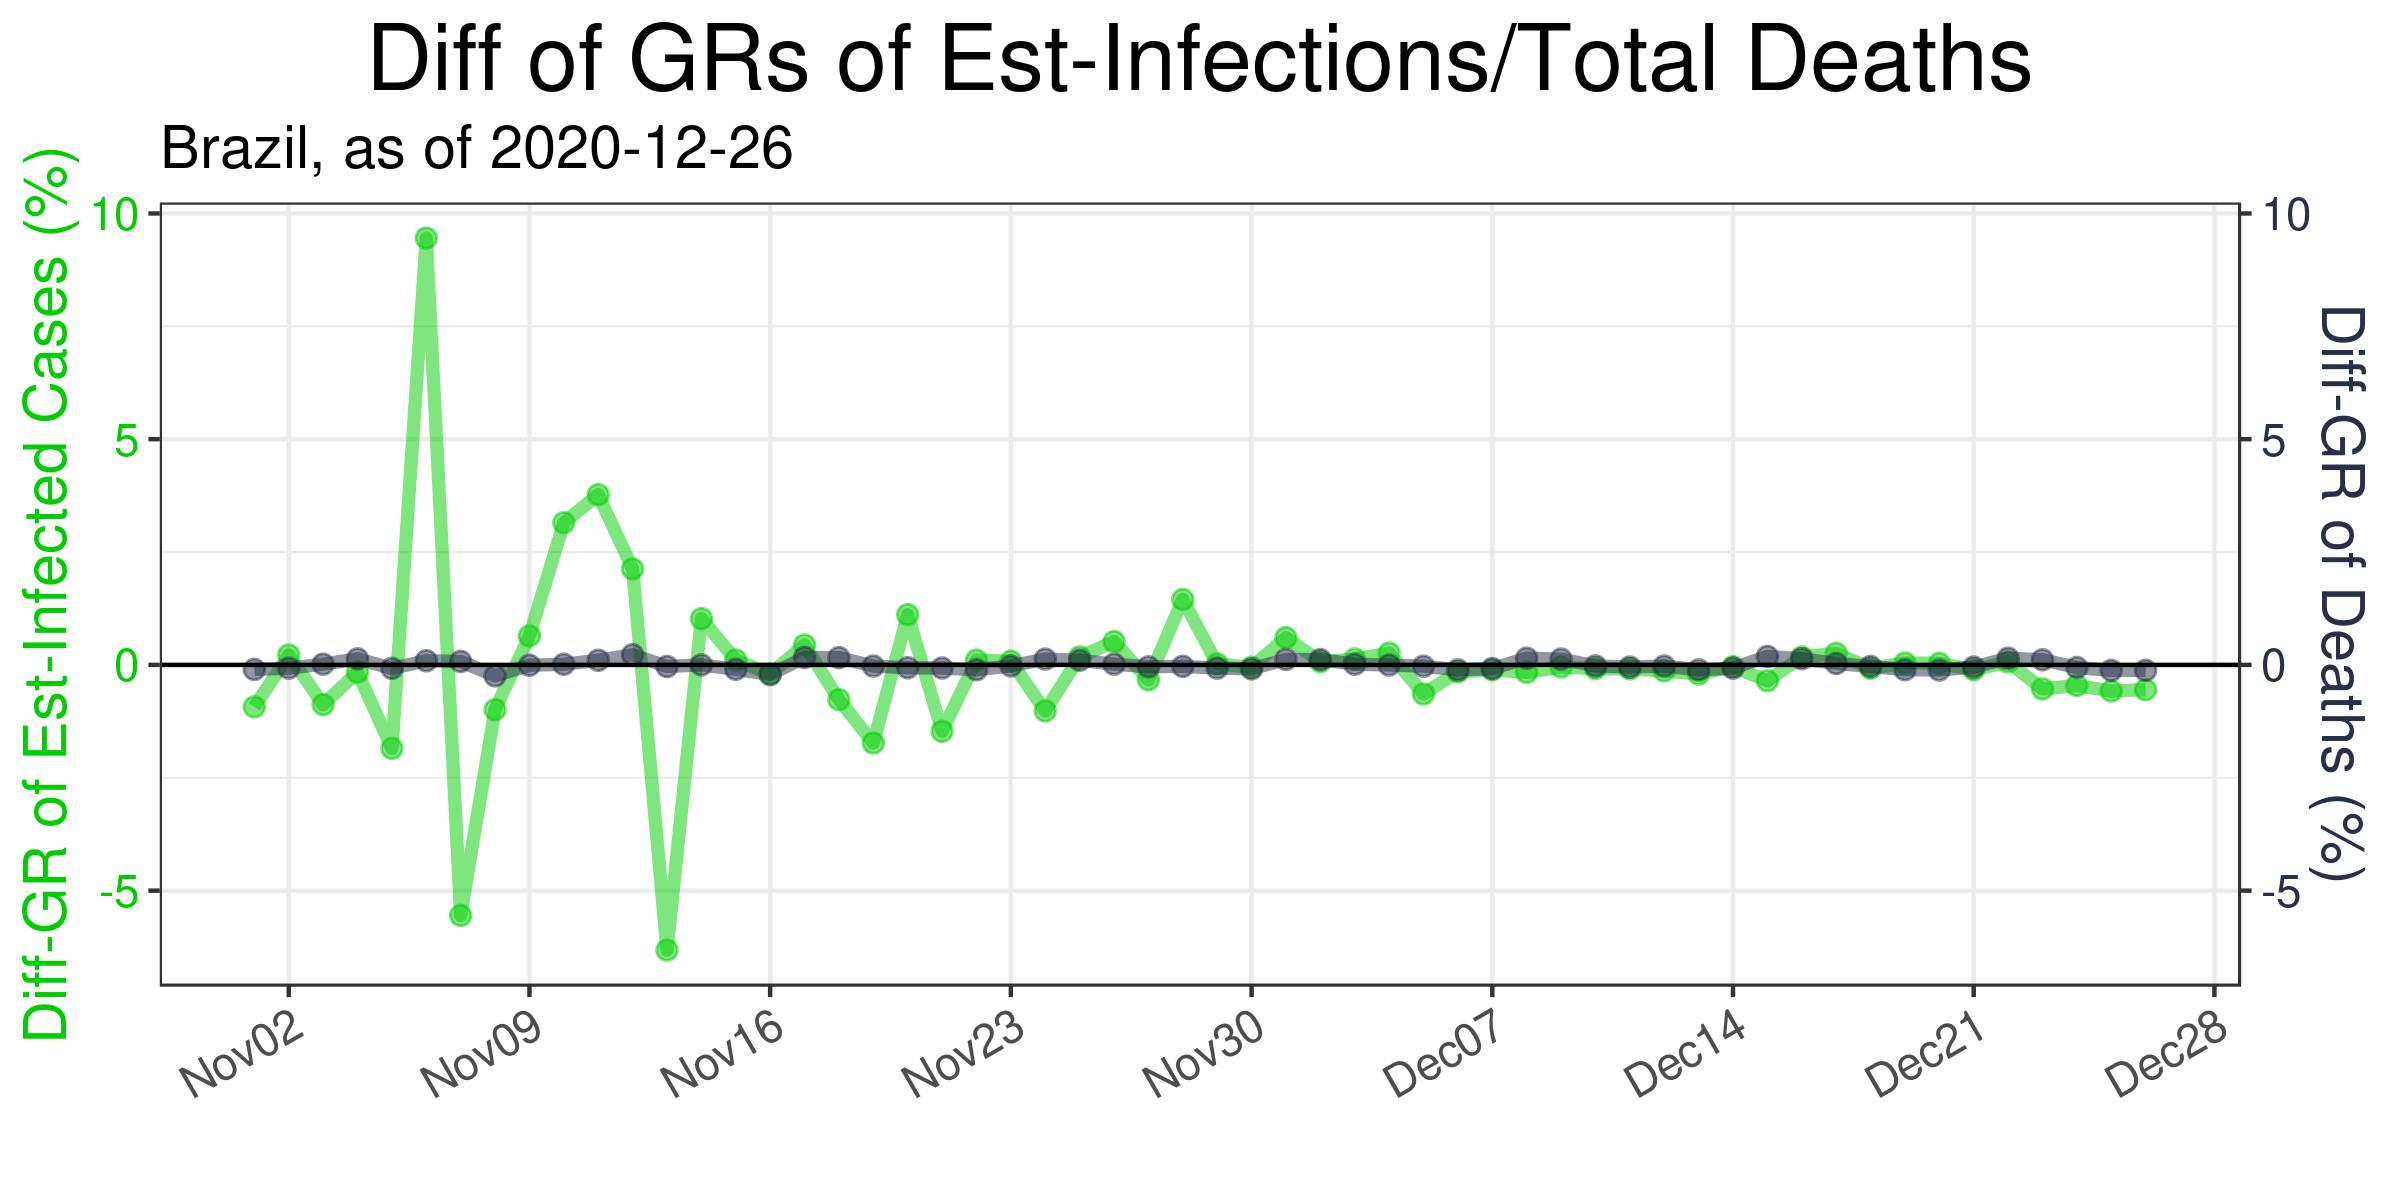 Diff of GRs of Est-Infections/Total Deaths
Brazil, as of 2020-12-26
Diff-GR of Est-Infected Cases (%)
10
5
0
-5
10
5
0
-5
Diff-GR of Deaths (%)
Nov02
Nov09
Nov16
Nov23
Nov30
Dec07
Dec14
Dec21
Dec28